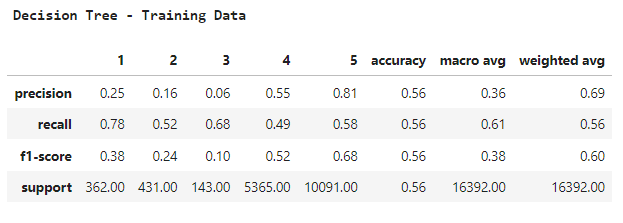 Decision Tree - Training Data
1 2 3 4 5 accuracy macro avg weighted avg
precision 0.25 0.16 0.06 0.55 0.81 0.56 0.36 0.69
recall 0.78 0.52 0.68 0.49 0.58 0.56 0.61 0.56
f1-score 0.38 0.24 0.10 0.52 0.68 0.56 0.38 0.60
support 362.00 431.00 143.00 5365.00 10091.00 0.56 16392.00 16392.00